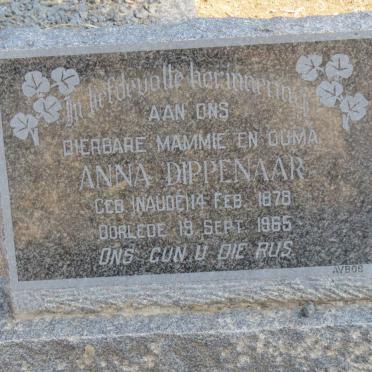 In liefdevolle herinnering
AAN ONS
DIERBARE MAMMIE EN OUMA
ANNA DIPPENAAR
GEB (NAUDE) 14 FEB. 1878
OORLEDE 19 SEPT. 1965
ONS GUN U DIE RUS
AVBOB